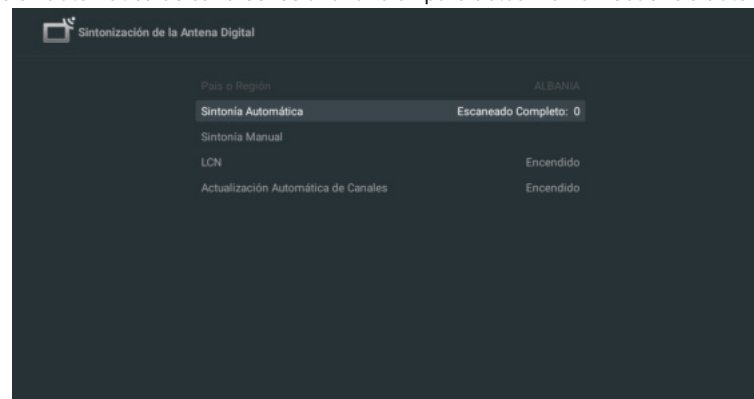 Sintonización de la Antena Digital
País o Región ALBANIA
Sintonía Automática Escaneado Completo: 0
Sintonía Manual
LCN Encendido
Actualización Automática de Canales Encendido